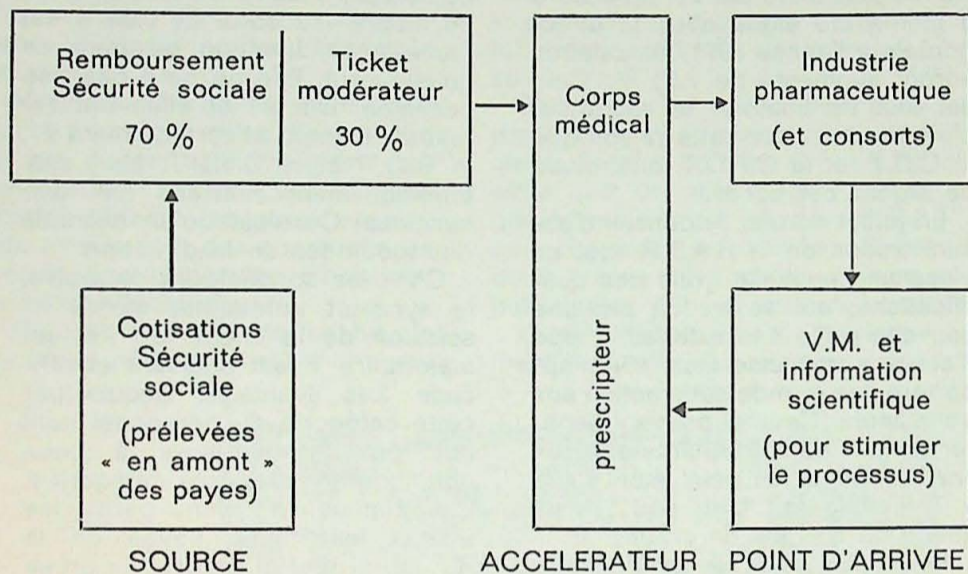 Remboursement
Sécurité sociale
70 %
Ticket
modérateur
30 %
Corps
médical
Industrie
pharmaceutique
(et consorts)
Cotisations
Sécurité
sociale
(prélevées
« en amont »
des payes)
prescripteur
V.M. et
information
scientifique
(pour stimuler
le processus)
SOURCE
ACCELERATEUR
POINT D'ARRIVEE